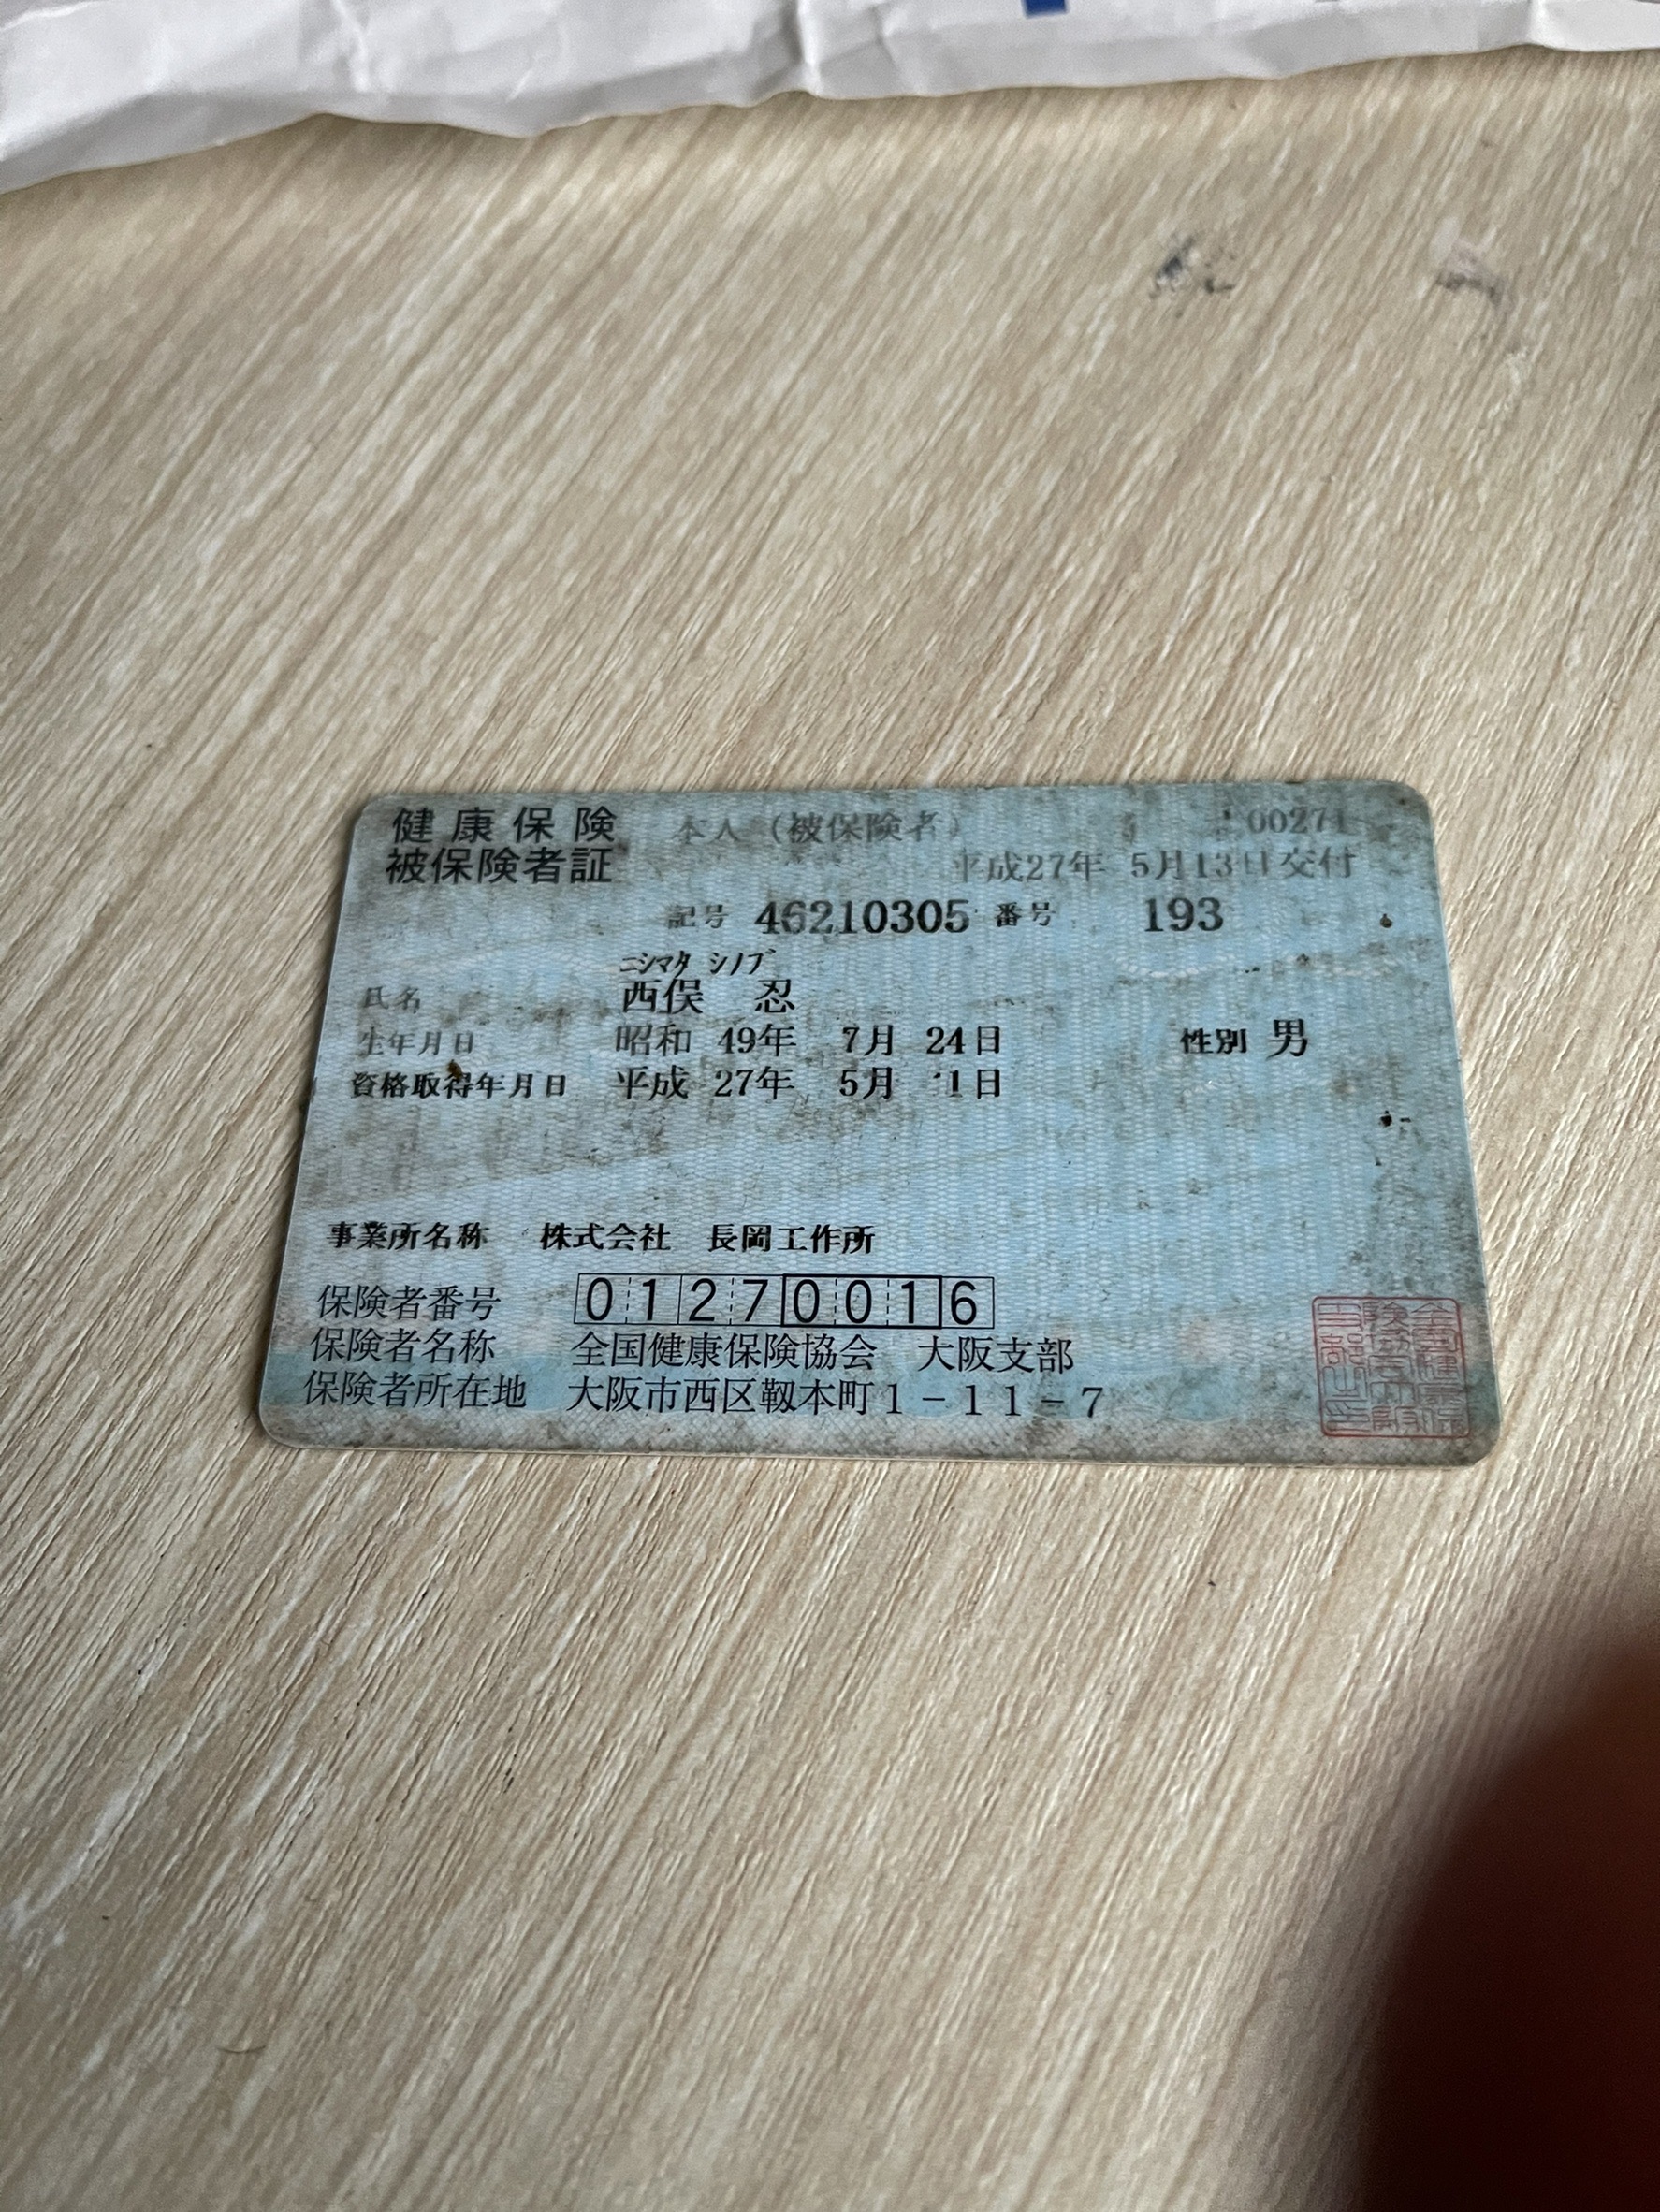 健康保険 本人（被保険者） 00271
被保険者証 平成27年 5月13日交付
記号 46210305 番号 193
ニシマタ シノブ
氏名 西俣 忍
生年月日 昭和 49年 7月 24日 性別 男
資格取得年月日 平成 27年 5月 1日
事業所名称 株式会社 長岡工作所
保険者番号 01270016
保険者名称 全国健康保険協会 大阪支部
保険者所在地 大阪市西区靱本町1-11-7